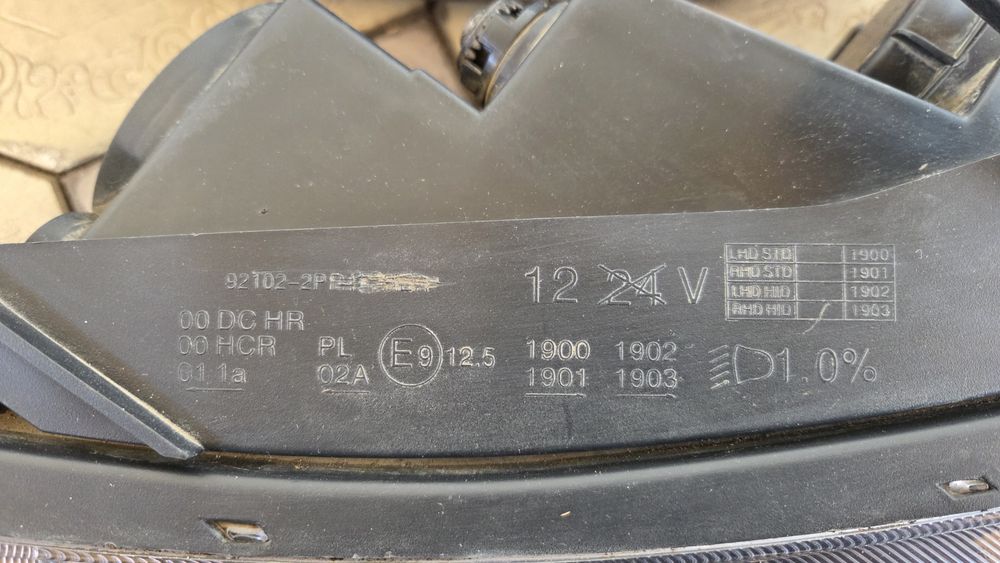 92102-2P
12 24 V
LHD STD 1900
RHD STD 1901
LHD HID 1902
RHD HID 1903
00 DC HR
00 HCR PL E9 12.5 1900 1902 1.0%
01 1a 02A 1901 1903